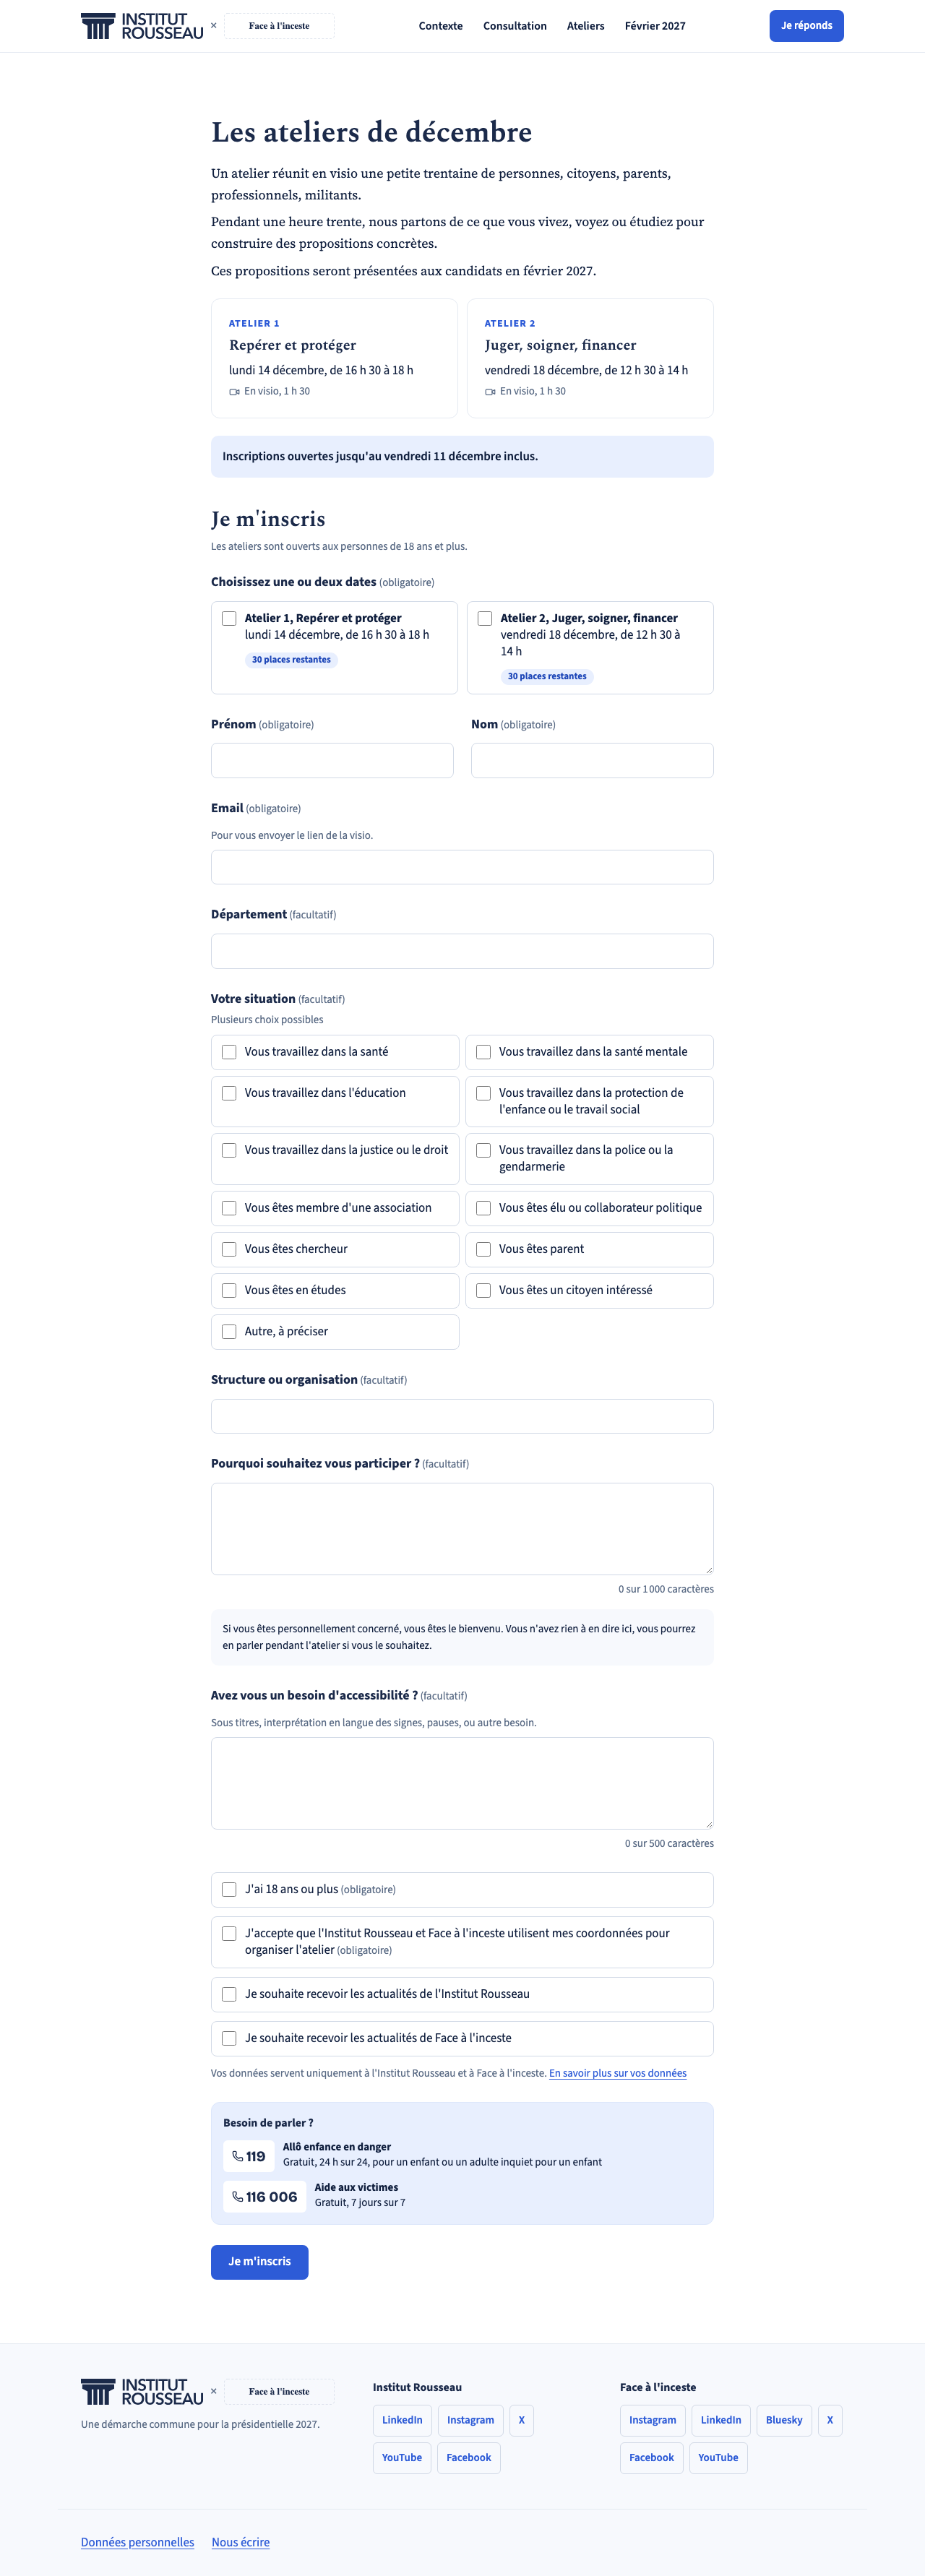 INSTITUT ROUSSEAU × Face à l'inceste
Contexte Consultation Ateliers Février 2027
Je réponds
Les ateliers de décembre
Un atelier réunit en visio une petite trentaine de personnes, citoyens, parents,
professionnels, militants.
Pendant une heure trente, nous partons de ce que vous vivez, voyez ou étudiez pour
construire des propositions concrètes.
Ces propositions seront présentées aux candidats en février 2027.
ATELIER 1
Repérer et protéger
lundi 14 décembre, de 16 h 30 à 18 h
En visio, 1 h 30
ATELIER 2
Juger, soigner, financer
vendredi 18 décembre, de 12 h 30 à 14 h
En visio, 1 h 30
Inscriptions ouvertes jusqu'au vendredi 11 décembre inclus.
Je m'inscris
Les ateliers sont ouverts aux personnes de 18 ans et plus.
Choisissez une ou deux dates (obligatoire)
Atelier 1, Repérer et protéger
lundi 14 décembre, de 16 h 30 à 18 h
30 places restantes
Atelier 2, Juger, soigner, financer
vendredi 18 décembre, de 12 h 30 à
14 h
30 places restantes
Prénom (obligatoire)
Nom (obligatoire)
Email (obligatoire)
Pour vous envoyer le lien de la visio.
Département (facultatif)
Votre situation (facultatif)
Plusieurs choix possibles
Vous travaillez dans la santé
Vous travaillez dans la santé mentale
Vous travaillez dans l'éducation
Vous travaillez dans la protection de
l'enfance ou le travail social
Vous travaillez dans la justice ou le droit
Vous travaillez dans la police ou la
gendarmerie
Vous êtes membre d'une association
Vous êtes élu ou collaborateur politique
Vous êtes chercheur
Vous êtes parent
Vous êtes en études
Vous êtes un citoyen intéressé
Autre, à préciser
Structure ou organisation (facultatif)
Pourquoi souhaitez vous participer ? (facultatif)
0 sur 1 000 caractères
Si vous êtes personnellement concerné, vous êtes le bienvenu. Vous n'avez rien à en dire ici, vous pourrez
en parler pendant l'atelier si vous le souhaitez.
Avez vous un besoin d'accessibilité ? (facultatif)
Sous titres, interprétation en langue des signes, pauses, ou autre besoin.
0 sur 500 caractères
J'ai 18 ans ou plus (obligatoire)
J'accepte que l'Institut Rousseau et Face à l'inceste utilisent mes coordonnées pour
organiser l'atelier (obligatoire)
Je souhaite recevoir les actualités de l'Institut Rousseau
Je souhaite recevoir les actualités de Face à l'inceste
Vos données servent uniquement à l'Institut Rousseau et à Face à l'inceste. En savoir plus sur vos données
Besoin de parler ?
119
Allô enfance en danger
Gratuit, 24 h sur 24, pour un enfant ou un adulte inquiet pour un enfant
116 006
Aide aux victimes
Gratuit, 7 jours sur 7
Je m'inscris
INSTITUT ROUSSEAU × Face à l'inceste
Une démarche commune pour la présidentielle 2027.
Institut Rousseau
LinkedIn Instagram X
YouTube Facebook
Face à l'inceste
Instagram LinkedIn Bluesky X
Facebook YouTube
Données personnelles Nous écrire